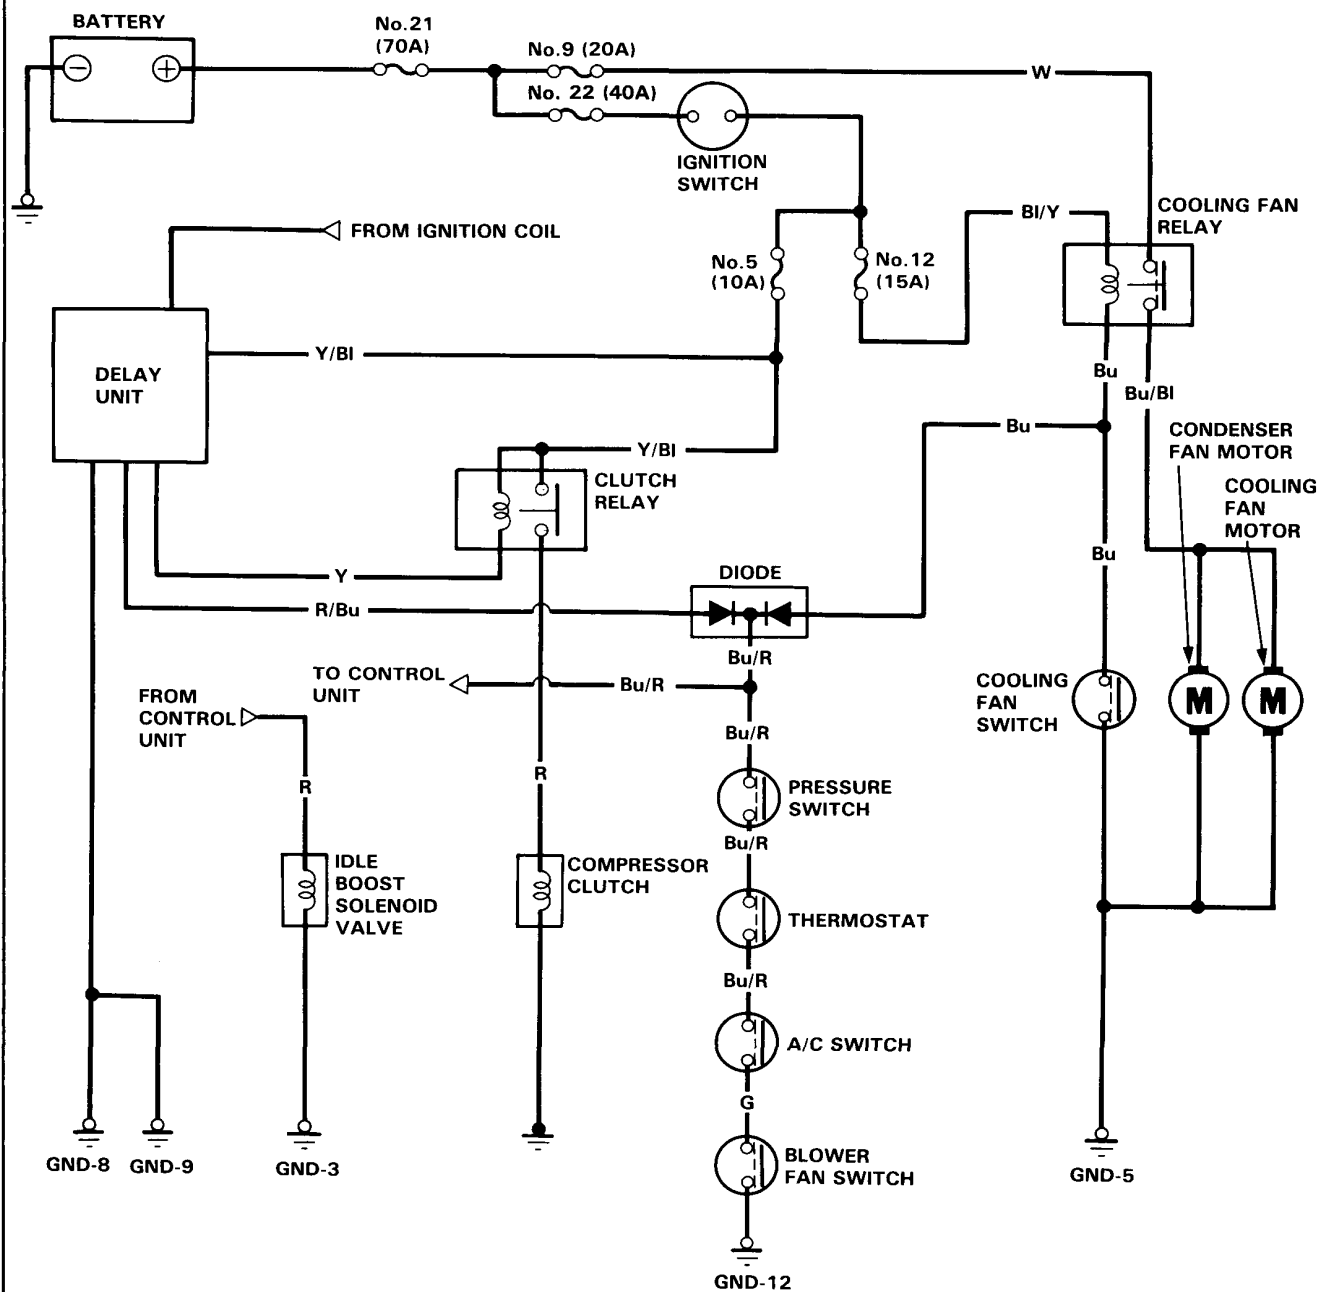 BATTERY
No.21
(70A)
No.9 (20A)
No. 22 (40A)
W
IGNITION
SWITCH
FROM IGNITION COIL
Bl/Y
COOLING FAN
RELAY
No.5
(10A)
No.12
(15A)
DELAY
UNIT
Y/Bl
Bu
Bu/Bl
Bu
CONDENSER
FAN MOTOR
COOLING
FAN
MOTOR
Y/Bl
CLUTCH
RELAY
Bu
Y
DIODE
R/Bu
Bu/R
TO CONTROL
UNIT
Bu/R
FROM
CONTROL
UNIT
COOLING
FAN
SWITCH
M
M
Bu/R
R
R
PRESSURE
SWITCH
Bu/R
IDLE
BOOST
SOLENOID
VALVE
COMPRESSOR
CLUTCH
THERMOSTAT
Bu/R
A/C SWITCH
G
BLOWER
FAN SWITCH
GND-8
GND-9
GND-3
GND-5
GND-12